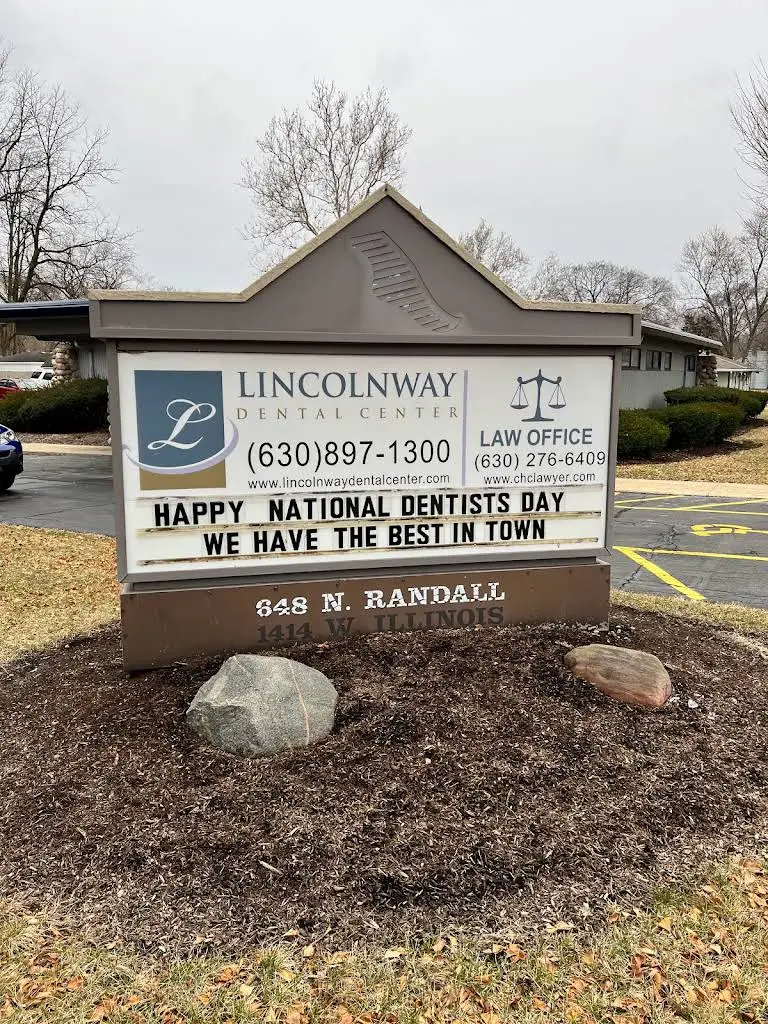 L
LINCOLNWAY
DENTAL CENTER
(630)897-1300
www.lincolnwaydentalcenter.com
LAW OFFICE
(630) 276-6409
www.chclawyer.com
HAPPY NATIONAL DENTISTS DAY
WE HAVE THE BEST IN TOWN
648 N. RANDALL
1414 W ILLINOIS